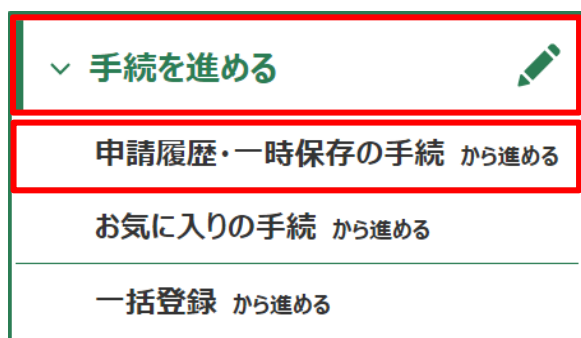 手続を進める
申請履歴・一時保存の手続 から進める
お気に入りの手続 から進める
一括登録 から進める